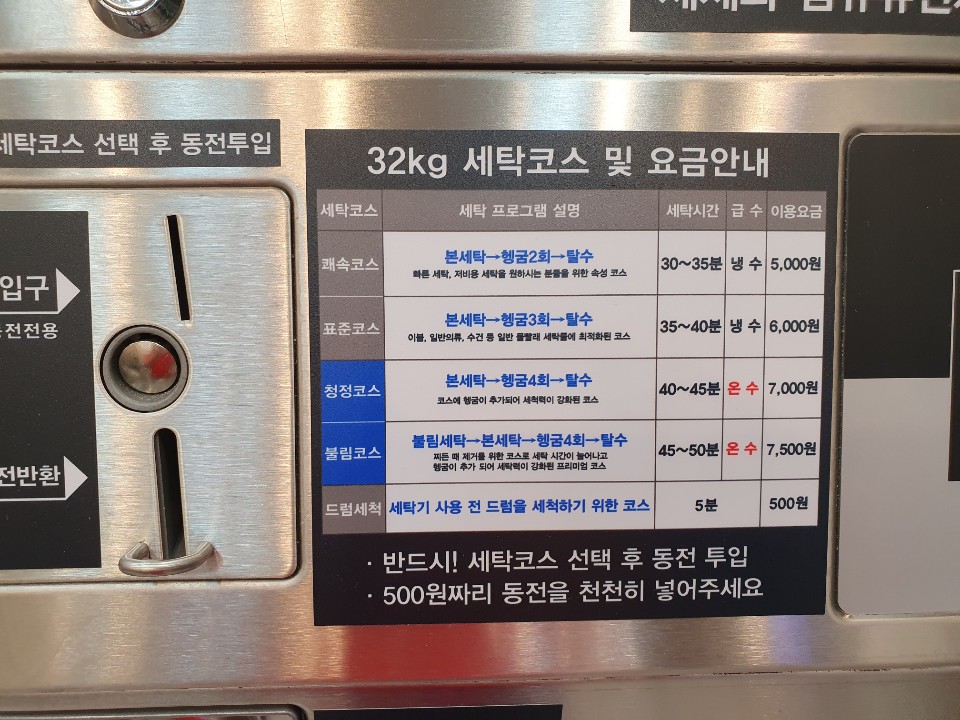 세탁코스 선택 후 동전투입
입구
동전전용
전반환
32kg 세탁코스 및 요금안내
세탁코스 세탁 프로그램 설명 세탁시간 급 수 이용요금
쾌속코스 본세탁→헹굼2회→탈수 30~35분 냉 수 5,000원
빠른 세탁, 저비용 세탁을 원하시는 분들을 위한 속성 코스
표준코스 본세탁→헹굼3회→탈수 35~40분 냉 수 6,000원
이불, 일반의류, 수건 등 일반 물빨래 세탁물에 최적화된 코스
청정코스 본세탁→헹굼4회→탈수 40~45분 온 수 7,000원
코스에 헹굼이 추가되어 세척력이 강화된 코스
불림코스 불림세탁→본세탁→헹굼4회→탈수 45~50분 온 수 7,500원
찌든 때 제거를 위한 코스로 세탁 시간이 늘어나고
헹굼이 추가 되어 세탁력이 강화된 프리미엄 코스
드럼세척 세탁기 사용 전 드럼을 세척하기 위한 코스 5분 500원
· 반드시! 세탁코스 선택 후 동전 투입
· 500원짜리 동전을 천천히 넣어주세요